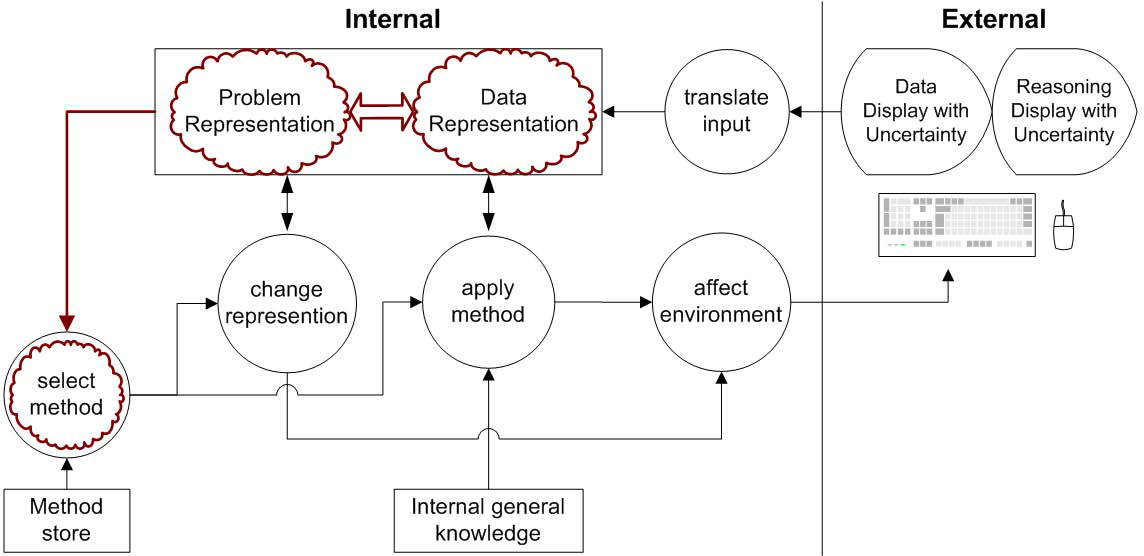 Internal
External
Problem
Representation
Data
Representation
translate
input
Data
Display with
Uncertainty
Reasoning
Display with
Uncertainty
change
represention
apply
method
affect
environment
select
method
Method
store
Internal general
knowledge